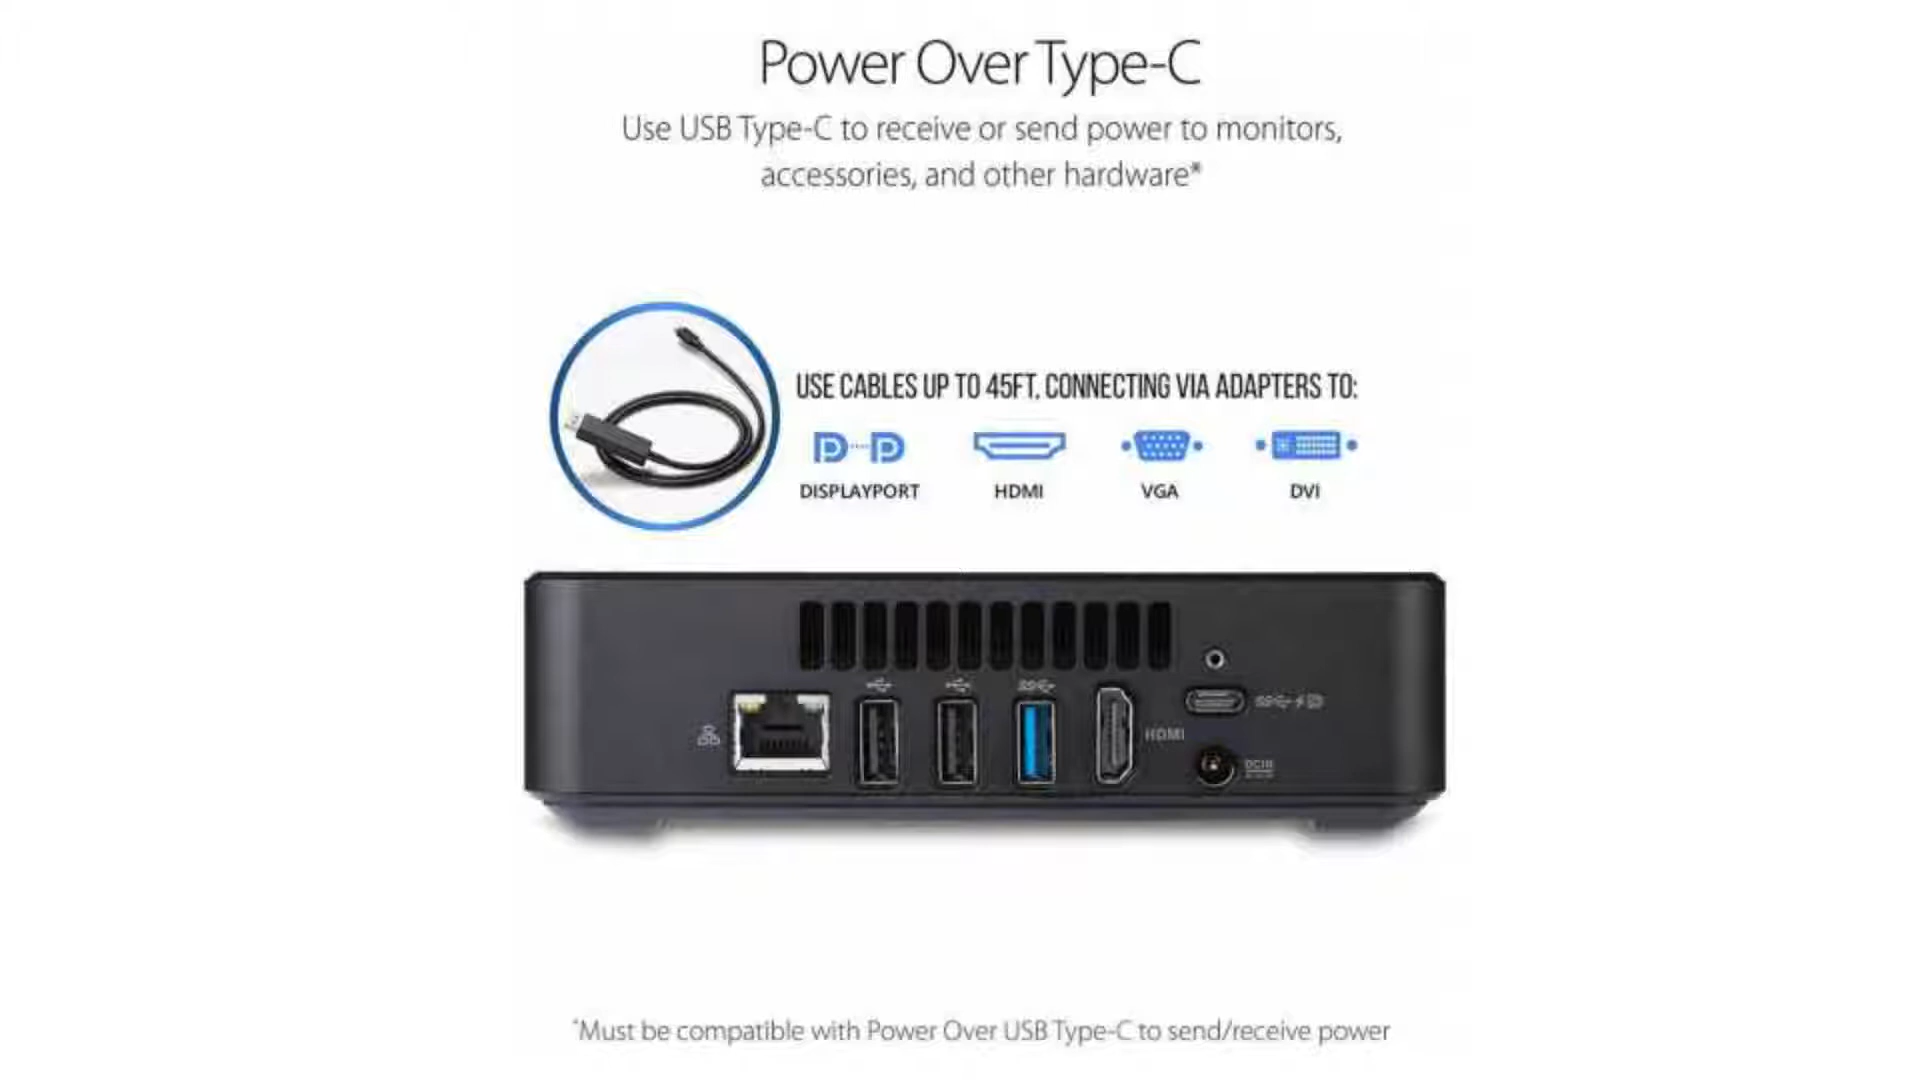 Power Over Type-C
Use USB Type-C to receive or send power to monitors,
accessories, and other hardware*
USE CABLES UP TO 45FT, CONNECTING VIA ADAPTERS TO:
DISPLAYPORT HDMI VGA DVI
HDMI
DCIN
*Must be compatible with Power Over USB Type-C to send/receive power